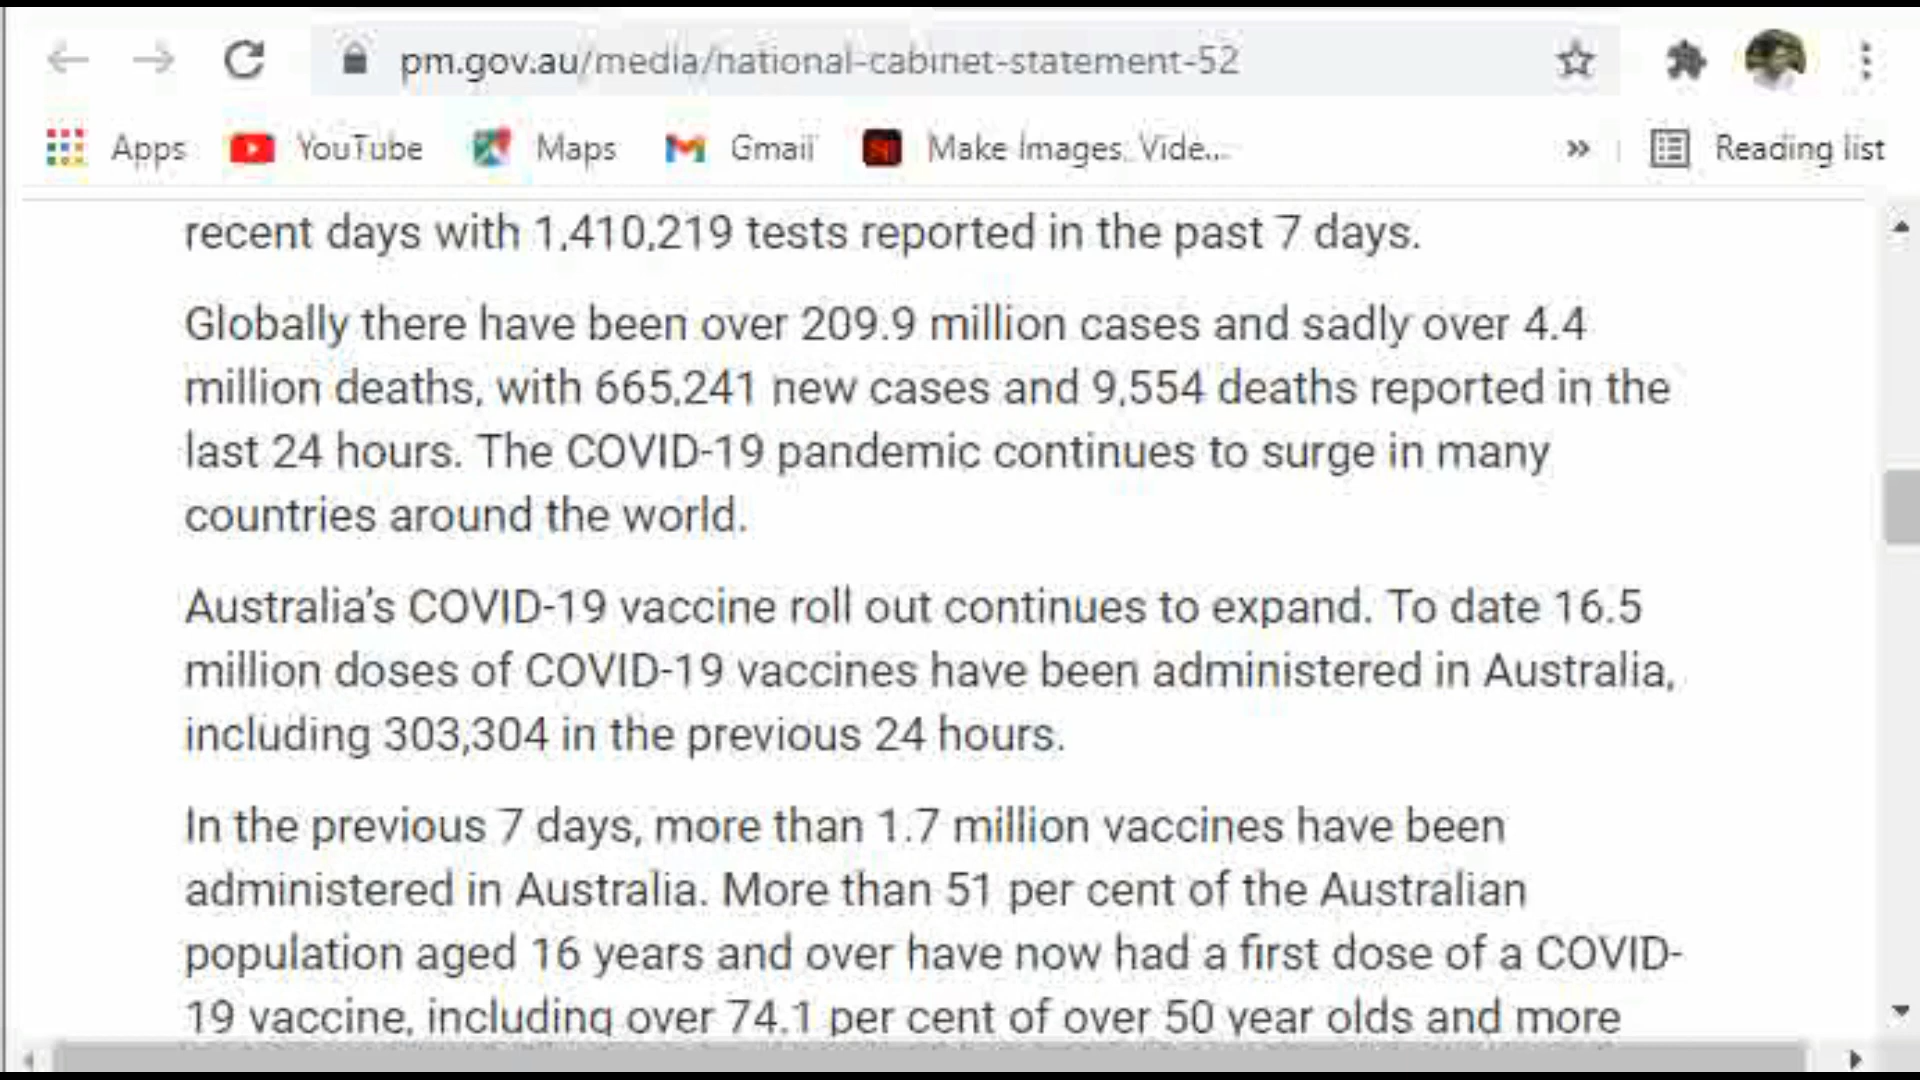 pm.gov.au/media/national-cabinet-statement-52
Apps YouTube Maps Gmail Make Images, Vide... » Reading list
recent days with 1,410,219 tests reported in the past 7 days.
Globally there have been over 209.9 million cases and sadly over 4.4
million deaths, with 665,241 new cases and 9,554 deaths reported in the
last 24 hours. The COVID-19 pandemic continues to surge in many
countries around the world.
Australia's COVID-19 vaccine roll out continues to expand. To date 16.5
million doses of COVID-19 vaccines have been administered in Australia,
including 303,304 in the previous 24 hours.
In the previous 7 days, more than 1.7 million vaccines have been
administered in Australia. More than 51 per cent of the Australian
population aged 16 years and over have now had a first dose of a COVID-
19 vaccine, including over 74.1 per cent of over 50 year olds and more